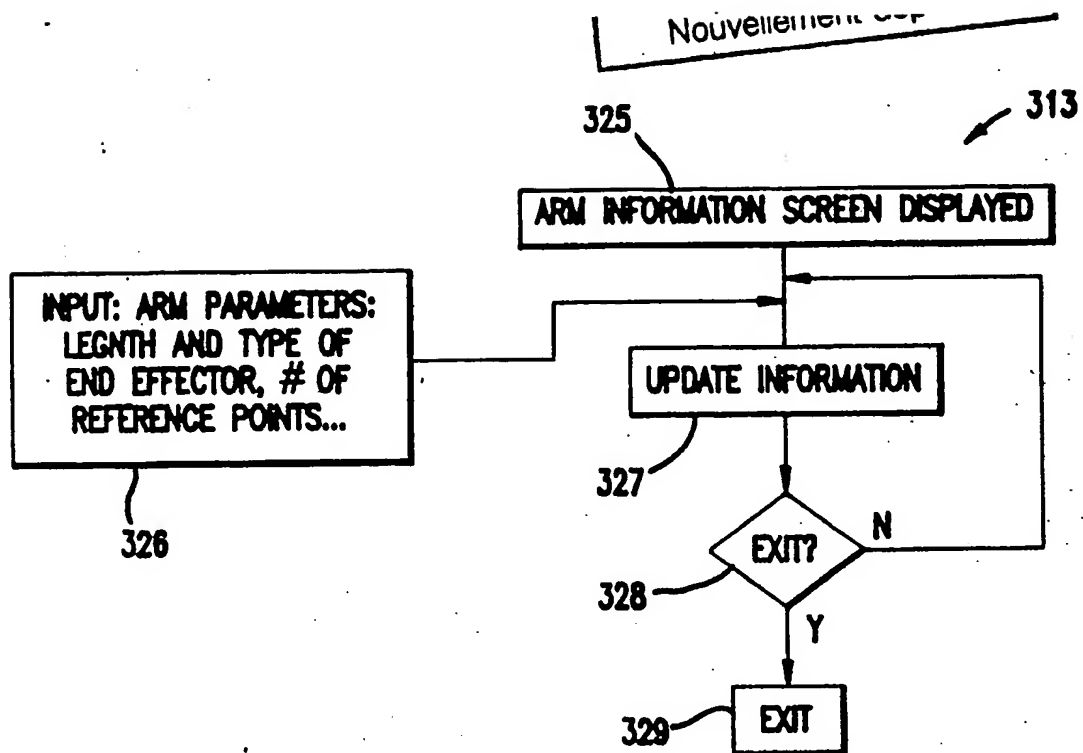 Nouvellement
313
325
ARM INFORMATION SCREEN DISPLAYED
INPUT: ARM PARAMETERS:
LEGNTH AND TYPE OF
END EFFECTOR, # OF
REFERENCE POINTS...
326
UPDATE INFORMATION
327
EXIT?
N
328
Y
EXIT
329